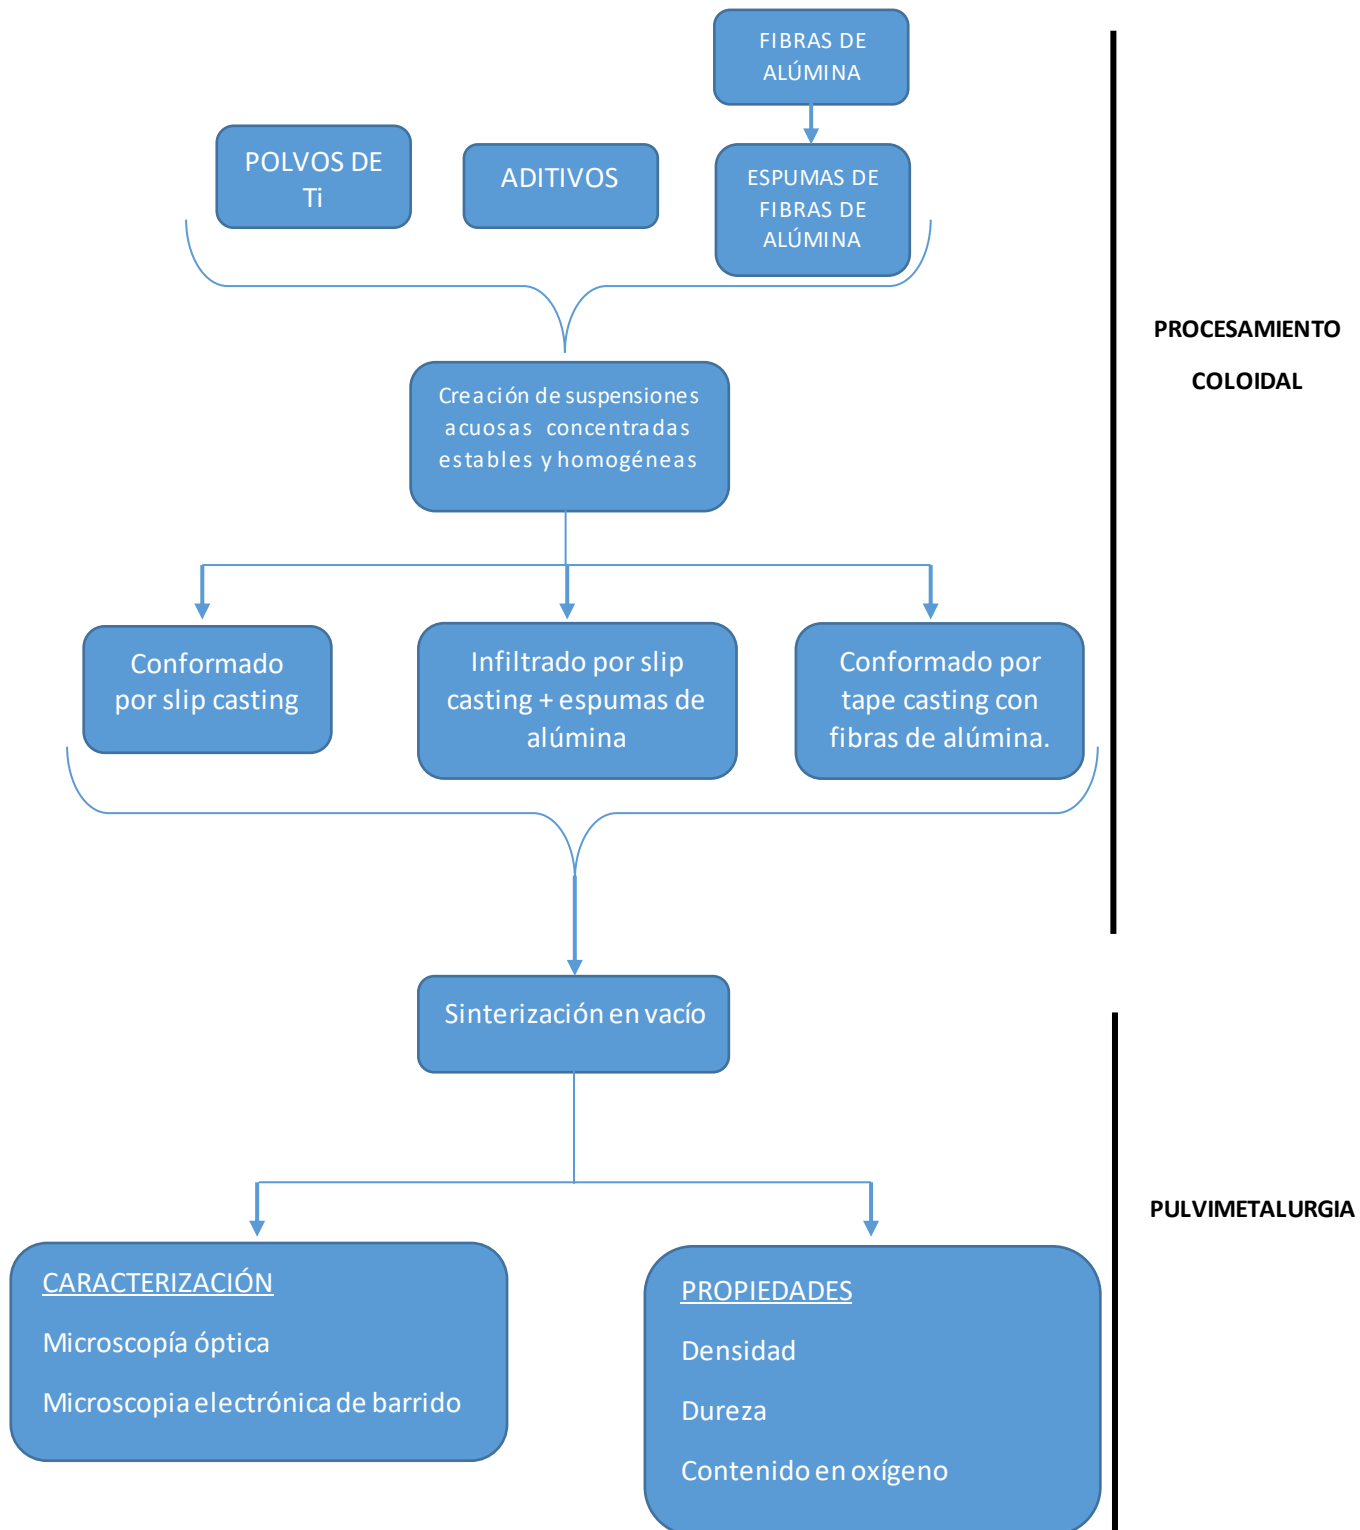 FIBRAS DE
ALÚMINA
POLVOS DE
Ti
ADITIVOS
ESPUMAS DE
FIBRAS DE
ALÚMINA
PROCESAMIENTO
COLOIDAL
Creación de suspensiones
acuosas concentradas
estables y homogéneas
Conformado
por slip casting
Infiltrado por slip
casting + espumas de
alúmina
Conformado por
tape casting con
fibras de alúmina.
Sinterización en vacío
PULVIMETALURGIA
CARACTERIZACIÓN
Microscopía óptica
Microscopia electrónica de barrido
PROPIEDADES
Densidad
Dureza
Contenido en oxígeno